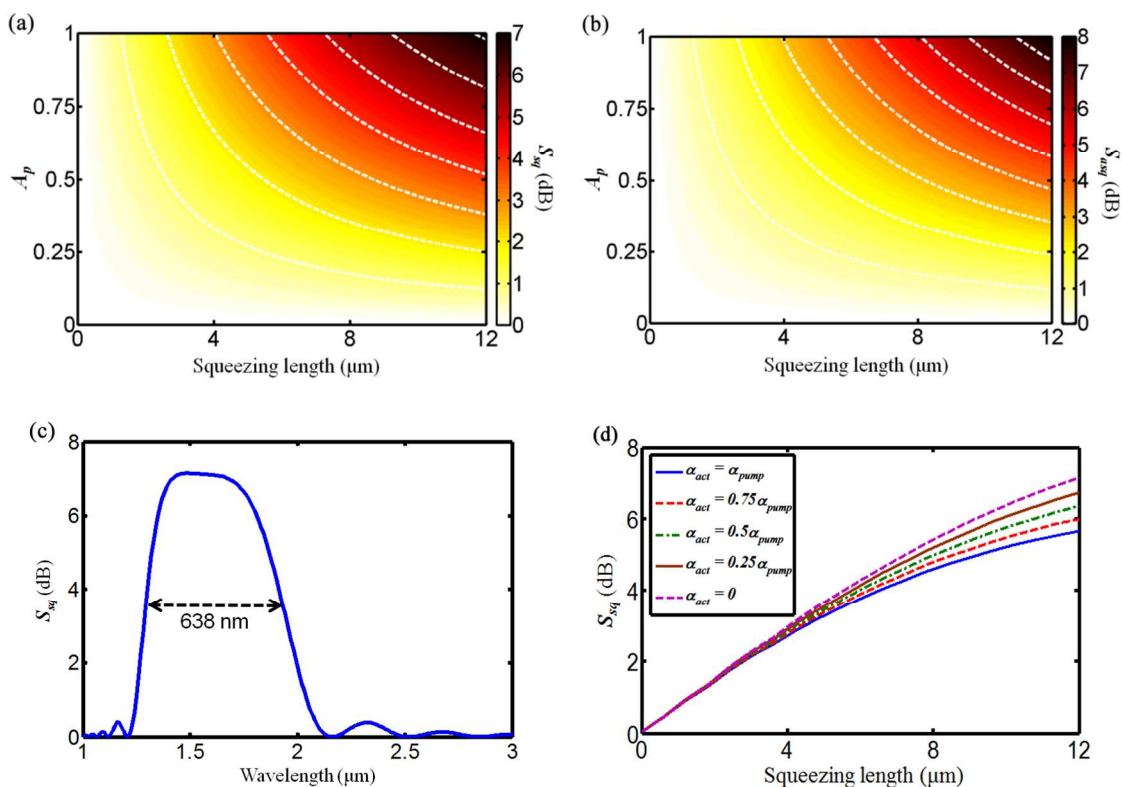 (a)
A_p
1
0.75
0.5
0.25
0
0 4 8 12
Squeezing length (μm)
7
6
5
4
3
2
1
0
S_sq (dB)
(b)
A_p
1
0.75
0.5
0.25
0
0 4 8 12
Squeezing length (μm)
8
7
6
5
4
3
2
1
0
S_asq (dB)
(c)
S_sq (dB)
8
6
4
2
0
638 nm
1 1.5 2 2.5 3
Wavelength (μm)
(d)
S_sq (dB)
8
6
4
2
0
α_act = α_pump
α_act = 0.75α_pump
α_act = 0.5α_pump
α_act = 0.25α_pump
α_act = 0
0 4 8 12
Squeezing length (μm)